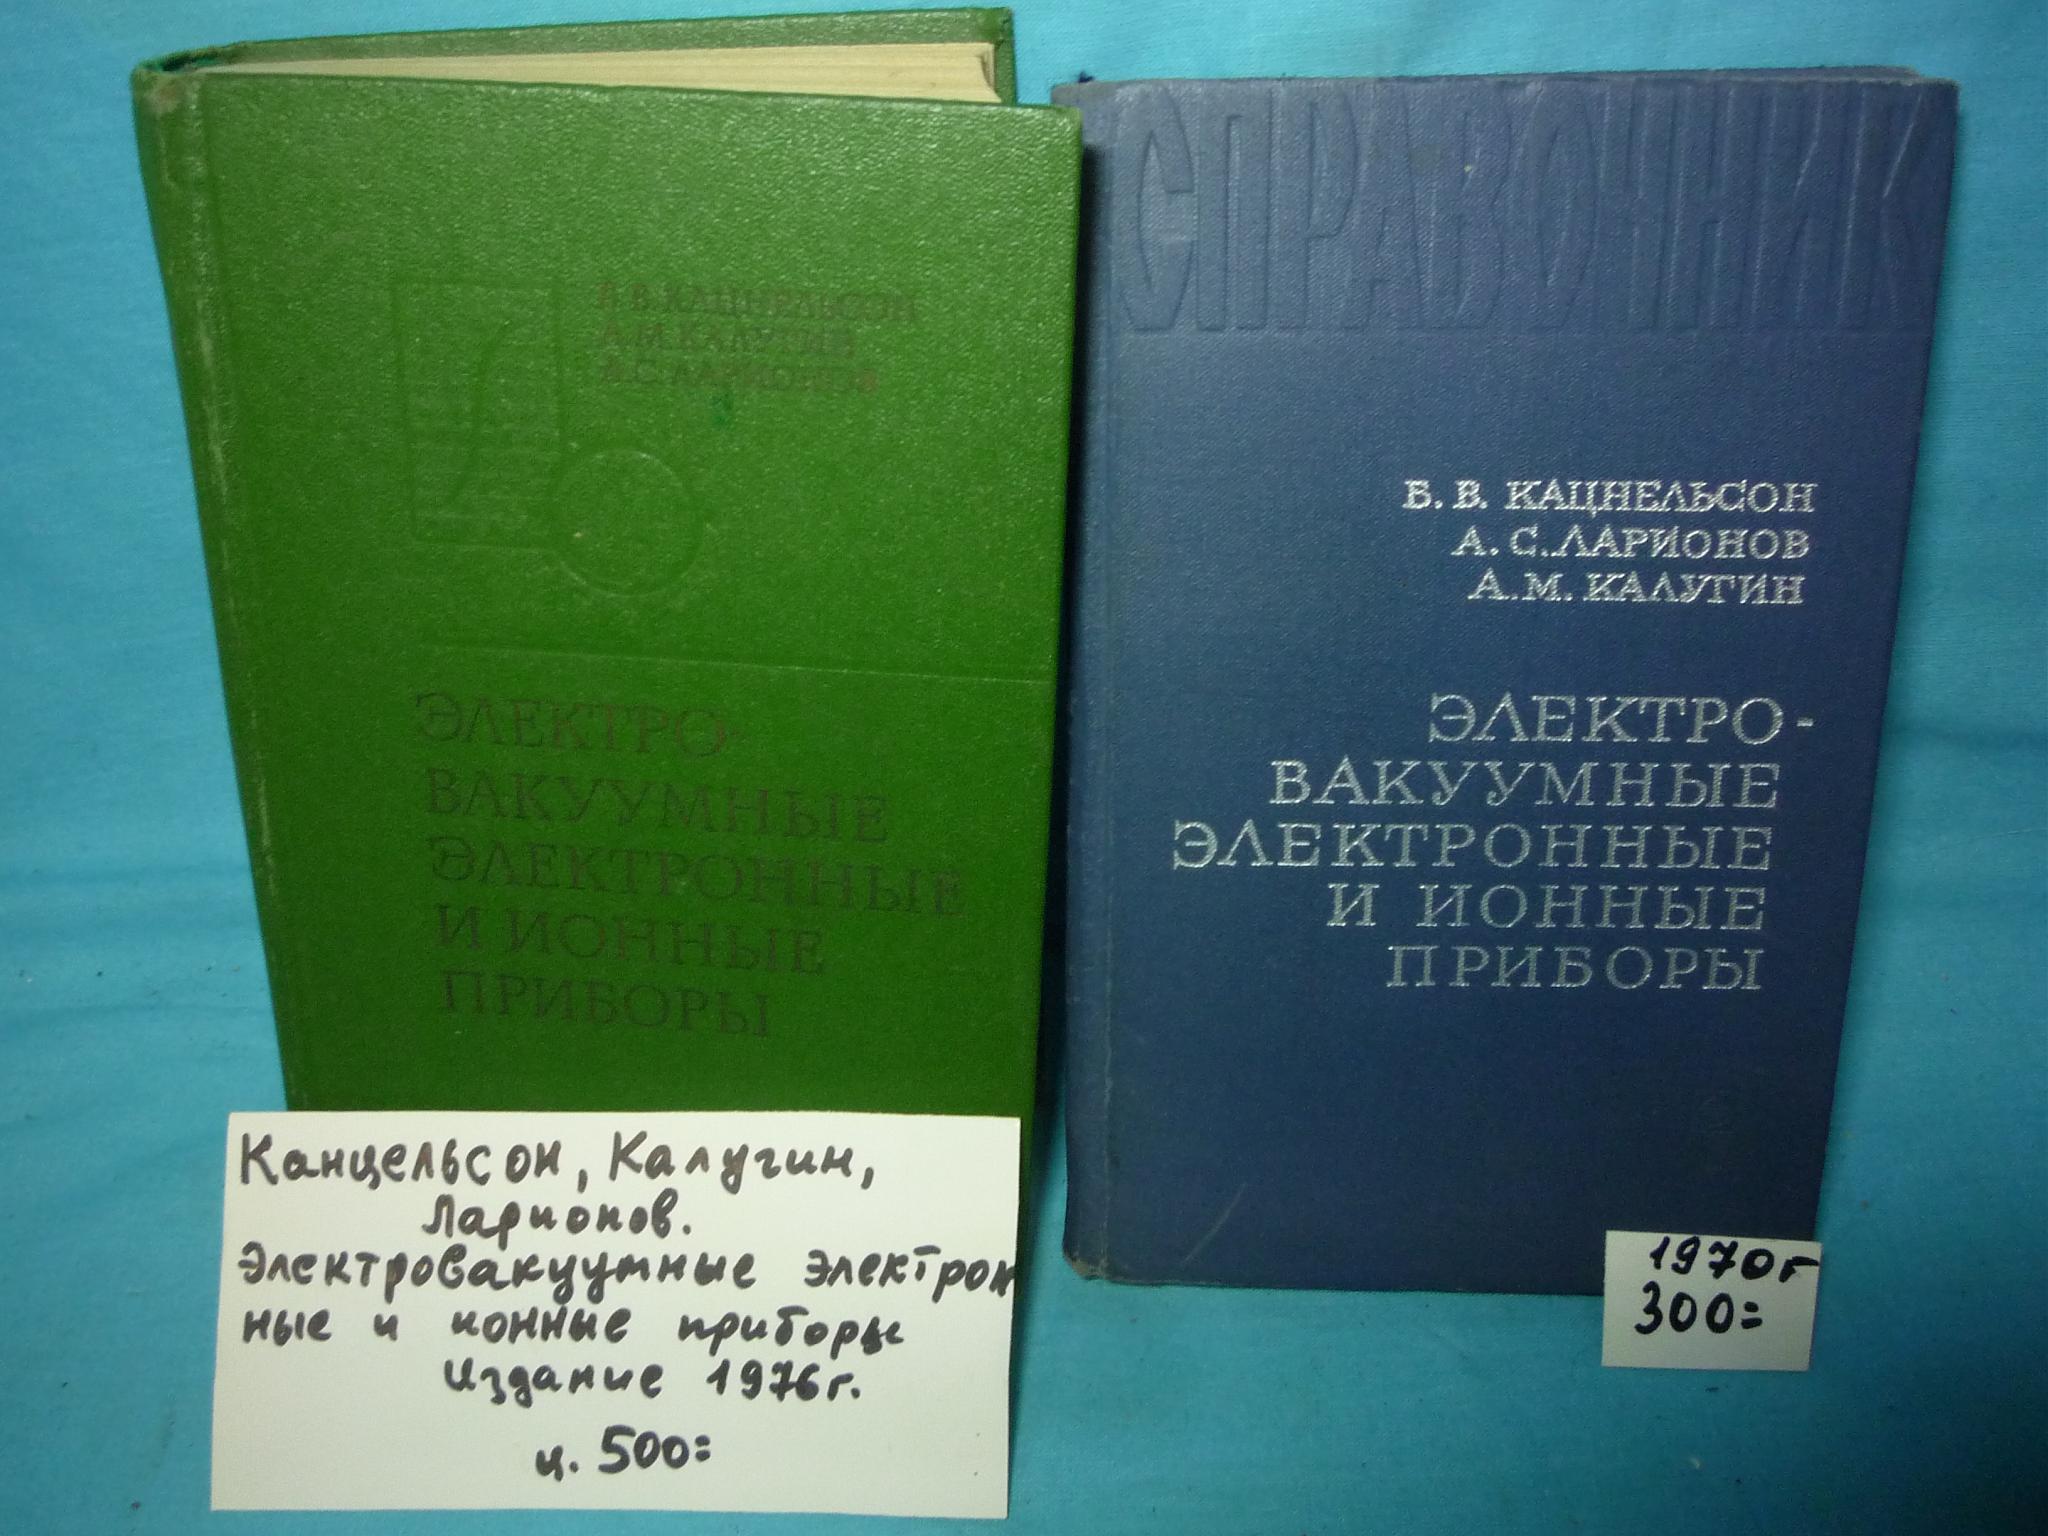 Б. В. КАЦНЕЛЬСОН
А. М. КАЛУГИН
А. С. ЛАРИОНОВ
ЭЛЕКТРО-
ВАКУУМНЫЕ
ЭЛЕКТРОННЫЕ
И ИОННЫЕ
ПРИБОРЫ
Канцельсон, Калугин,
Ларионов.
Электровакуумные электрон
ные и ионные приборы
Издание 1976г.
ц. 500=
СПРАВОЧНИК
Б. В. КАЦНЕЛЬСОН
А. С. ЛАРИОНОВ
А. М. КАЛУГИН
ЭЛЕКТРО-
ВАКУУМНЫЕ
ЭЛЕКТРОННЫЕ
И ИОННЫЕ
ПРИБОРЫ
1970г
300=